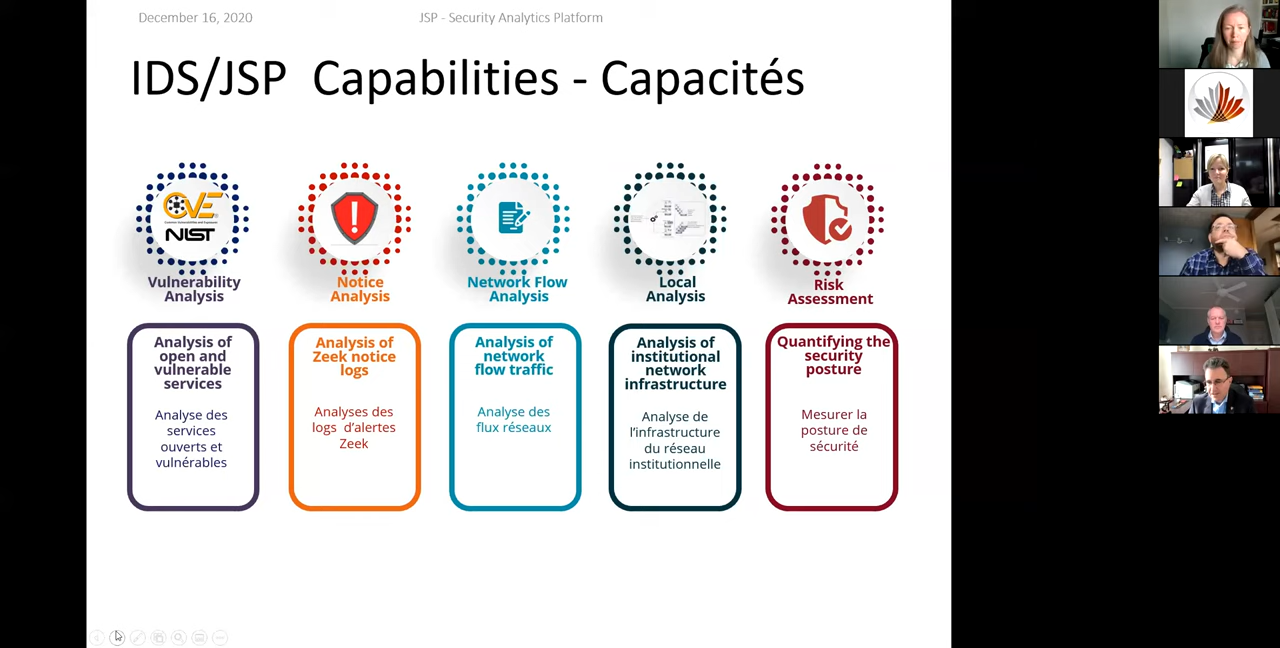 December 16, 2020
JSP - Security Analytics Platform
IDS/JSP Capabilities - Capacités
CVE
NIST
Vulnerability
Analysis
Notice
Analysis
Network Flow
Analysis
Local
Analysis
Risk
Assessment
Analysis of
open and
vulnerable
services
Analyse des
services
ouverts et
vulnérables
Analysis of
Zeek notice
logs
Analyses des
logs d'alertes
Zeek
Analysis of
network
flow traffic
Analyse des
flux réseaux
Analysis of
institutional
network
infrastructure
Analyse de
l'infrastructure
du réseau
institutionnelle
Quantifying the
security
posture
Mesurer la
posture de
sécurité